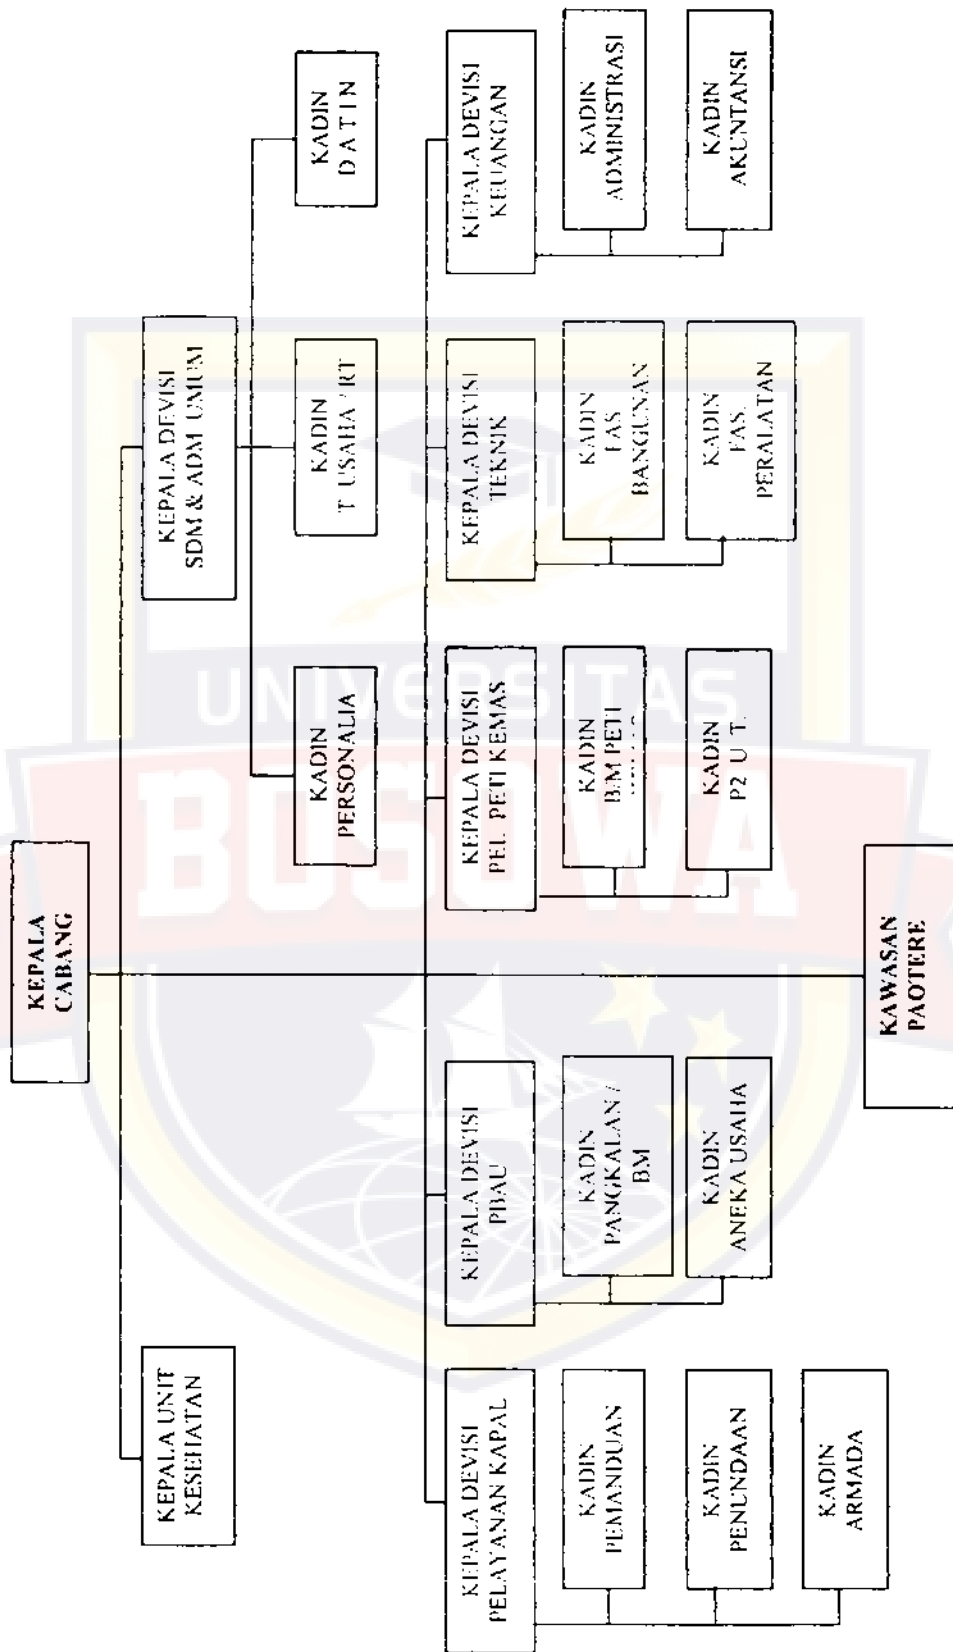 KEPALA
CABANG
KEPALA UNIT
KESEHATAN
KEPALA DEVISI
SDM & ADM UMUM
KADIN
PERSONALIA
KADIN
T USAHA / RT
KADIN
D A T I N
KEPALA DEVISI
PELAYANAN KAPAL
KEPALA DEVISI
PBAU
KEPALA DEVISI
PEL. PETI KEMAS
KEPALA DEVISI
TEKNIK
KEPALA DEVISI
KEUANGAN
KADIN
PEMANDUAN
KADIN
PENUNDAAN
KADIN
ARMADA
KADIN
PANGKALAN /
BM
KADIN
ANEKA USAHA
KADIN
B/M PETI
KADIN
P2 U T.
KADIN
FAS
BANGUNAN
KADIN
FAS.
PERALATAN
KADIN
ADMINISTRASI
KADIN
AKUNTANSI
KAWASAN
PAOTERE
UNIVERSITAS
BOSOWA